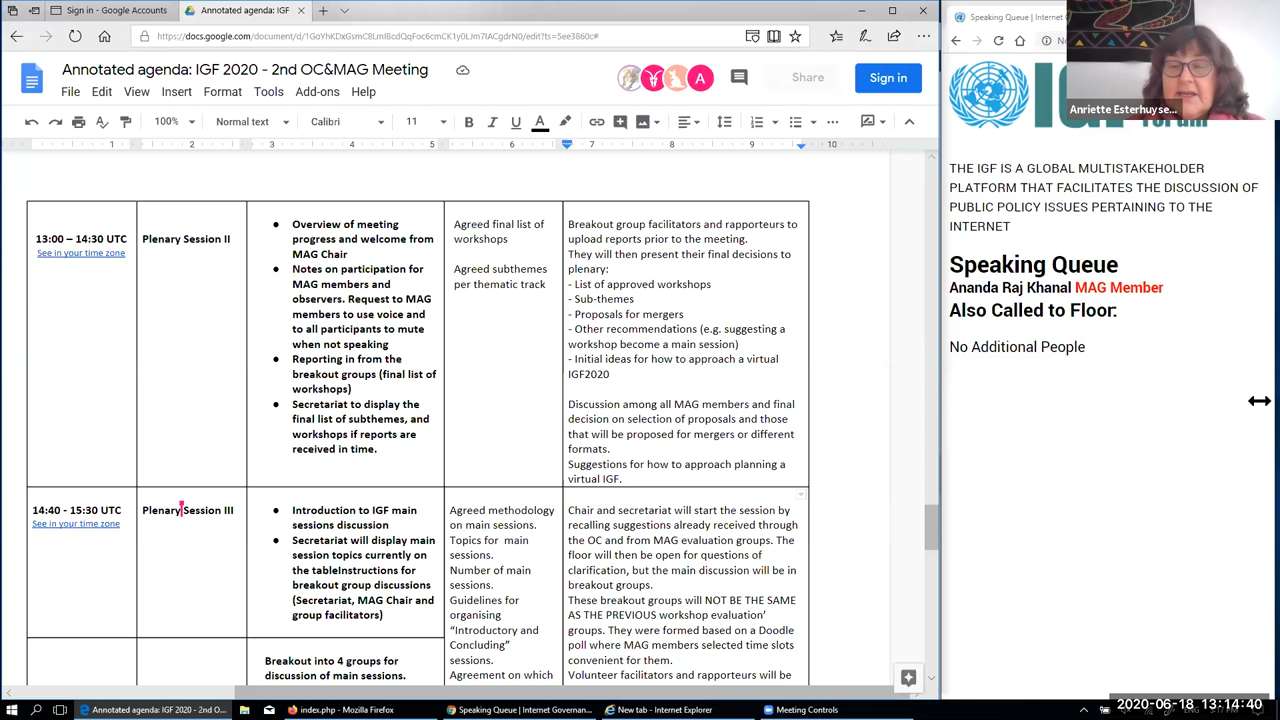 Sign in - Google Accounts
Annotated agenda: IGF
https://docs.google.com/document/d/1GoYhKDxGsmC8LmI8cdQqFoc6cmCK1y0LJm7IACgdrN0/edit?ts=5ee3860c#
Annotated agenda: IGF 2020 - 2nd OC&MAG Meeting
File Edit View Insert Format Tools Add-ons Help
A
Share
Sign in
100% Normal text Calibri 11 B I U A
1 2 3 4 5 7 8 9 10
13:00 – 14:30 UTC
See in your time zone
Plenary Session II
● Overview of meeting
progress and welcome from
MAG Chair
● Notes on participation for
MAG members and
observers. Request to MAG
members to use voice and
to all participants to mute
when not speaking
● Reporting in from the
breakout groups (final list of
workshops)
● Secretariat to display the
final list of subthemes, and
workshops if reports are
received in time.
Agreed final list of
workshops
Agreed subthemes
per thematic track
Breakout group facilitators and rapporteurs to
upload reports prior to the meeting.
They will then present their final decisions to
plenary:
- List of approved workshops
- Sub-themes
- Proposals for mergers
- Other recommendations (e.g. suggesting a
workshop become a main session)
- Initial ideas for how to approach a virtual
IGF2020
Discussion among all MAG members and final
decision on selection of proposals and those
that will be proposed for mergers or different
formats.
Suggestions for how to approach planning a
virtual IGF.
14:40 - 15:30 UTC
See in your time zone
Plenary Session III
● Introduction to IGF main
sessions discussion
● Secretariat will display main
session topics currently on
the tableInstructions for
breakout group discussions
(Secretariat, MAG Chair and
group facilitators)
Breakout into 4 groups for
discussion of main sessions.
Agreed methodology
on main sessions.
Topics for main
sessions.
Number of main
sessions.
Guidelines for
organising
“Introductory and
Concluding”
sessions.
Agreement on which
Chair and secretariat will start the session by
recalling suggestions already received through
the OC and from MAG evaluation groups. The
floor will then be open for questions of
clarification, but the main discussion will be in
breakout groups.
These breakout groups will NOT BE THE SAME
AS THE PREVIOUS workshop evaluation’
groups. They were formed based on a Doodle
poll where MAG members selected time slots
convenient for them.
Volunteer facilitators and rapporteurs will be
Speaking Queue | Internet G
No
Anriette Esterhuyse...
THE IGF IS A GLOBAL MULTISTAKEHOLDER
PLATFORM THAT FACILITATES THE DISCUSSION OF
PUBLIC POLICY ISSUES PERTAINING TO THE
INTERNET
Speaking Queue
Ananda Raj Khanal MAG Member
Also Called to Floor:
No Additional People
Annotated agenda: IGF 2020 - 2nd O...
index.php - Mozilla Firefox
Speaking Queue | Internet Governan...
New tab - Internet Explorer
Meeting Controls
2020-06-18 13:14:40